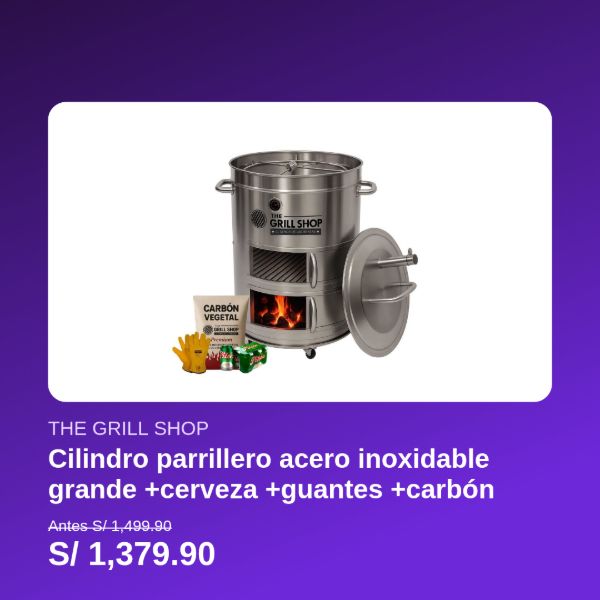 THE
GRILL SHOP
CARBÓN
VEGETAL
GRILL SHOP
Premium
THE GRILL SHOP
Cilindro parrillero acero inoxidable
grande +cerveza +guantes +carbón
Antes S/ 1,499.90
S/ 1,379.90